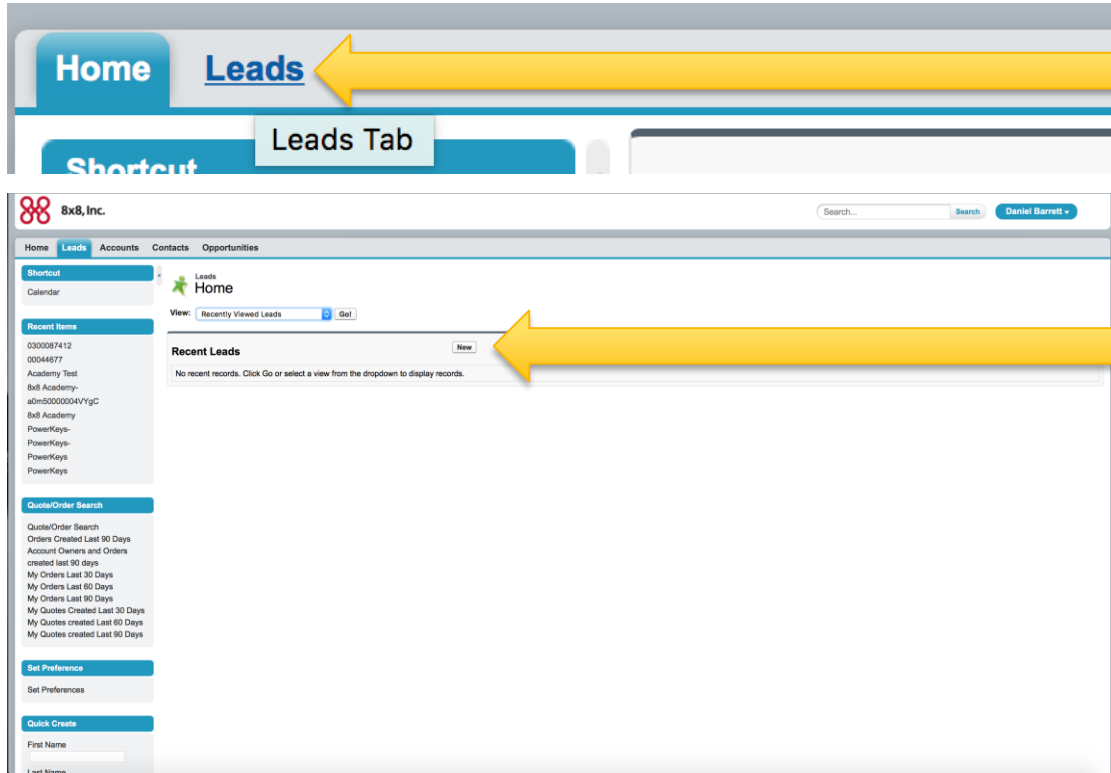 Home Leads
Leads Tab
Shortcut
8x8, Inc.
Search... Search Daniel Barrett
Home Leads Accounts Contacts Opportunities
Shortcut
Calendar
Leads
Home
View: Recently Viewed Leads Go!
Recent Items
0300087412
00044677
Academy Test
8x8 Academy-
a0m50000004VYgC
8x8 Academy
PowerKeys-
PowerKeys-
PowerKeys
PowerKeys
Recent Leads New
No recent records. Click Go or select a view from the dropdown to display records.
Quote/Order Search
Quote/Order Search
Orders Created Last 90 Days
Account Owners and Orders
created last 90 days
My Orders Last 30 Days
My Orders Last 60 Days
My Orders Last 90 Days
My Quotes Created Last 30 Days
My Quotes created Last 60 Days
My Quotes created Last 90 Days
Set Preference
Set Preferences
Quick Create
First Name
Last Name